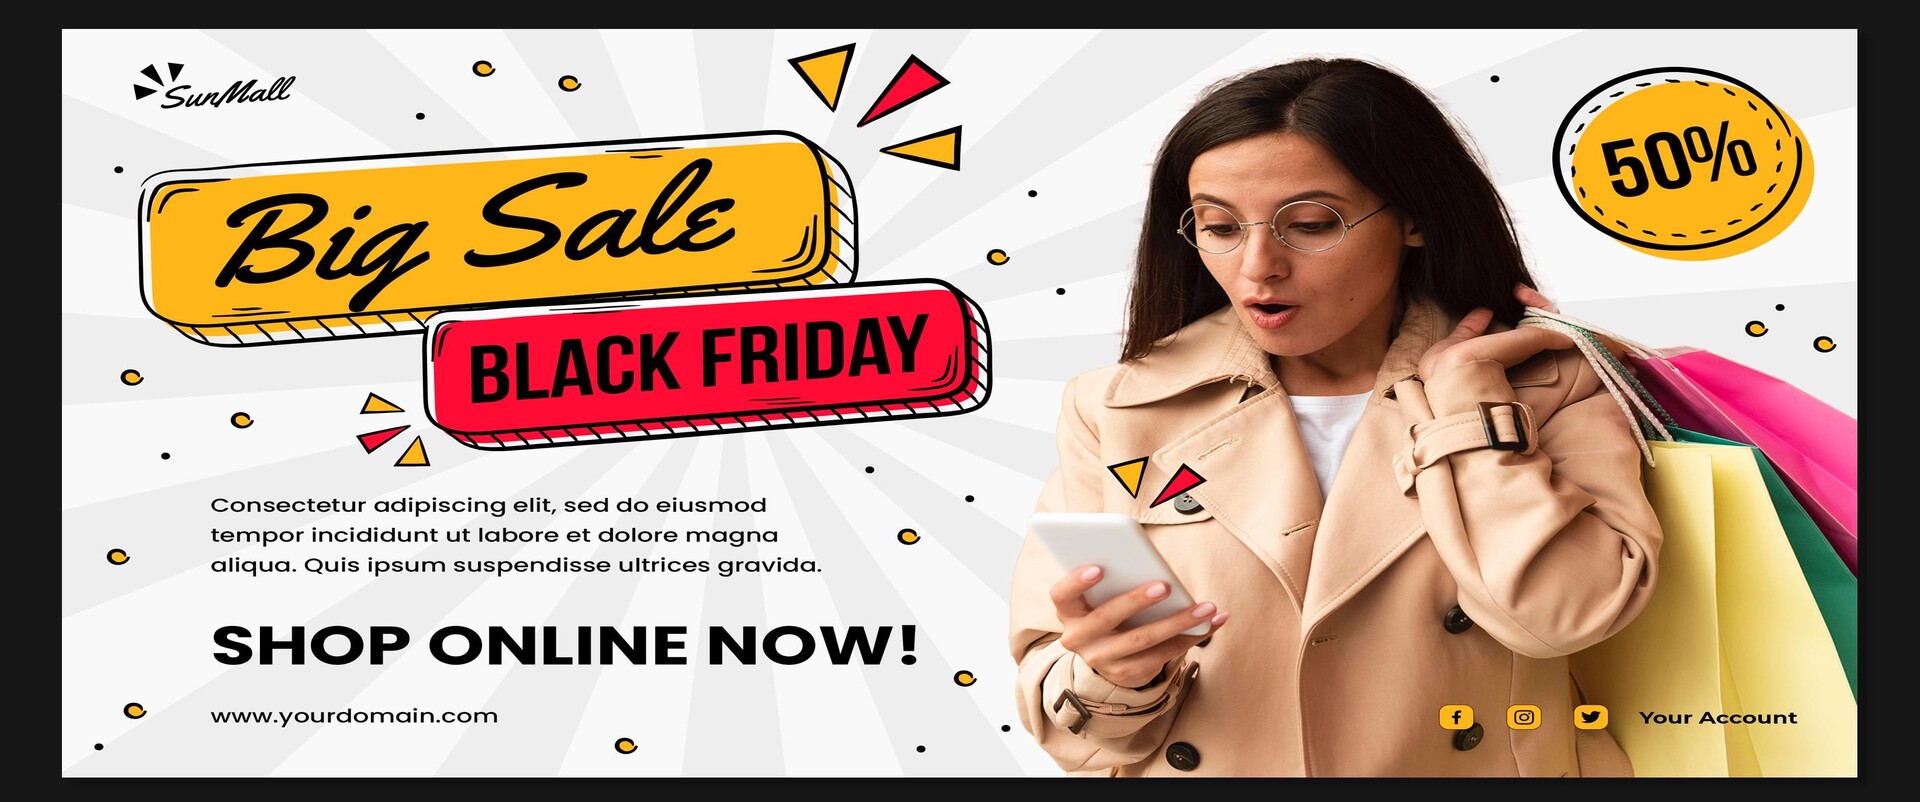 SunMall
Big Sale
BLACK FRIDAY
50%
Consectetur adipiscing elit, sed do eiusmod
tempor incididunt ut labore et dolore magna
aliqua. Quis ipsum suspendisse ultrices gravida.
SHOP ONLINE NOW!
www.yourdomain.com
Your Account